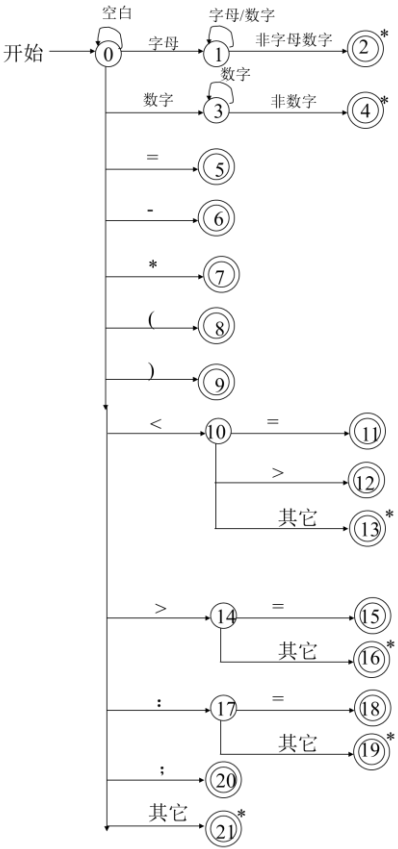 空白
字母/数字
开始 0 字母 1 非字母数字 2 *
数字
数字 3 非数字 4 *
= 5
- 6
* 7
( 8
) 9
< 10 = 11
> 12
其它 13 *
> 14 = 15
其它 16 *
: 17 = 18
其它 19 *
; 20
其它 21 *